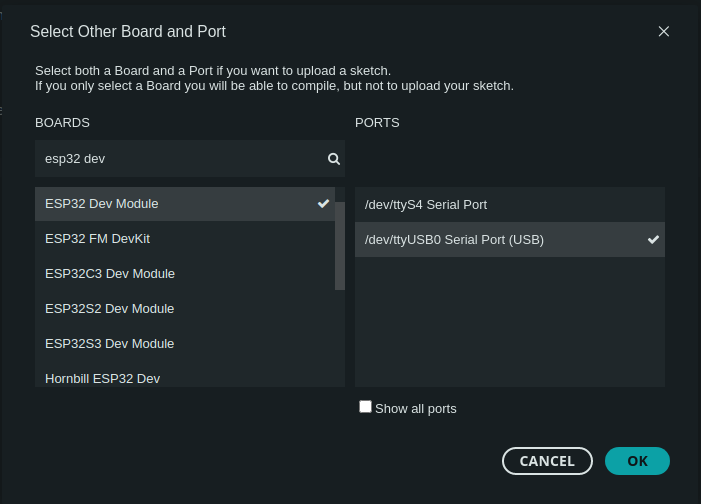 Select Other Board and Port
Select both a Board and a Port if you want to upload a sketch.
If you only select a Board you will be able to compile, but not to upload your sketch.
BOARDS
PORTS
esp32 dev
ESP32 Dev Module
ESP32 FM DevKit
ESP32C3 Dev Module
ESP32S2 Dev Module
ESP32S3 Dev Module
Hornbill ESP32 Dev
/dev/ttyS4 Serial Port
/dev/ttyUSB0 Serial Port (USB)
Show all ports
CANCEL
OK